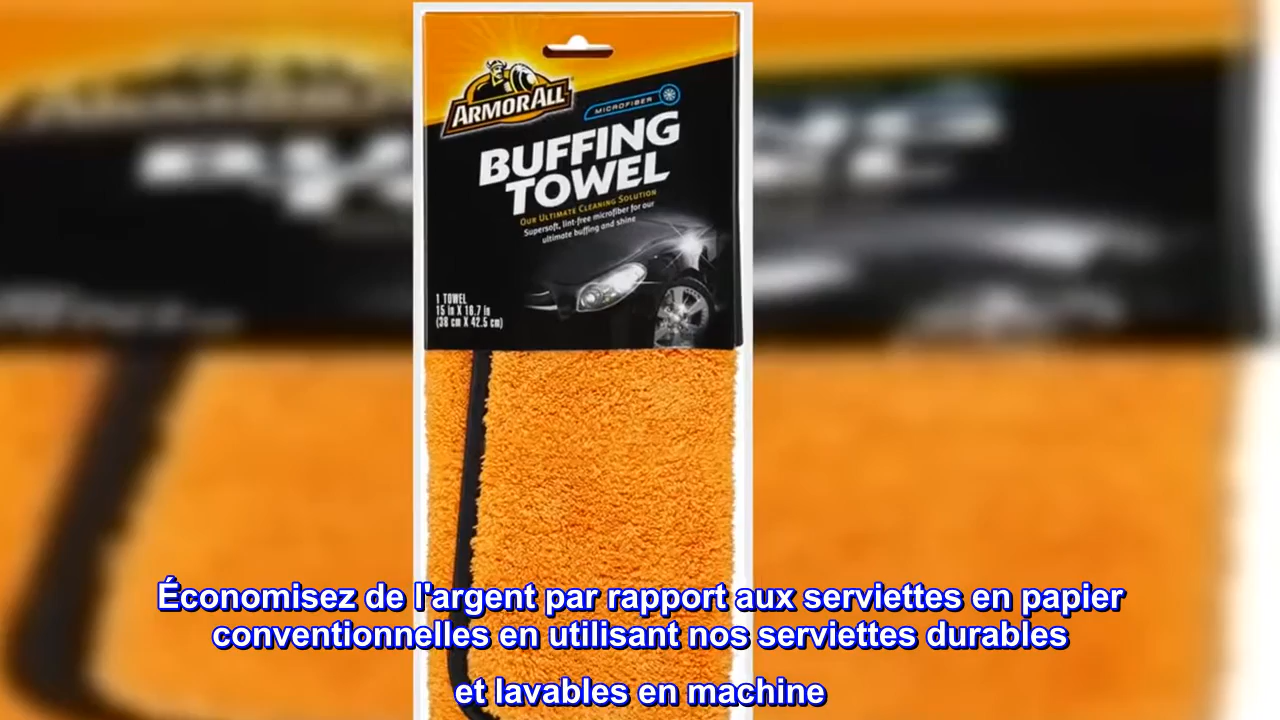 ARMORALL
MICROFIBER
BUFFING
TOWEL
OUR ULTIMATE CLEANING SOLUTION
Supersoft, lint-free microfiber for our
ultimate buffing and shine
1 TOWEL
15 in X 16.7 in
(38 cm X 42.5 cm)
Économisez de l'argent par rapport aux serviettes en papier
conventionnelles en utilisant nos serviettes durables
et lavables en machine